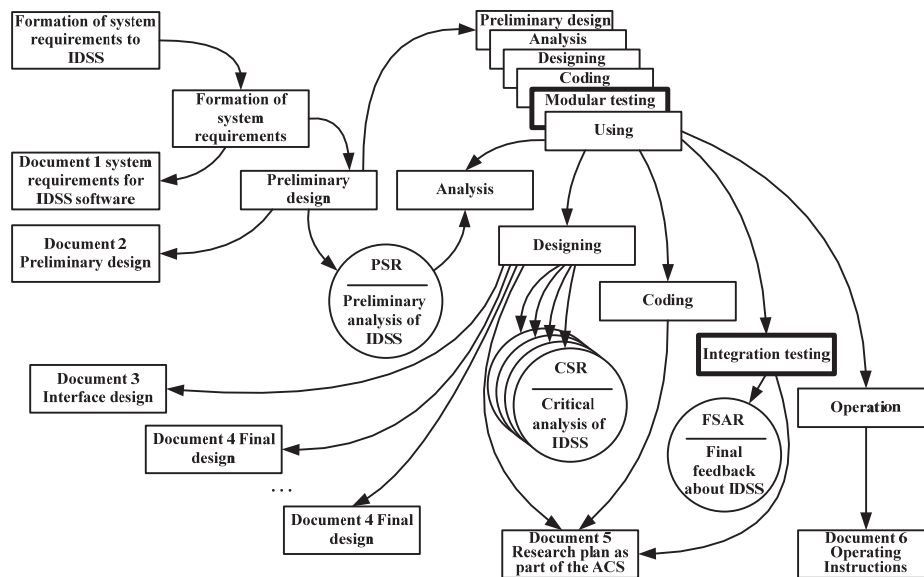 Formation of system
requirements to
IDSS
Preliminary design
Analysis
Designing
Coding
Modular testing
Using
Formation of
system
requirements
Document 1 system
requirements for
IDSS software
Preliminary
design
Analysis
Document 2
Preliminary design
Designing
PSR
Preliminary
analysis of
IDSS
Coding
Integration testing
Document 3
Interface design
CSR
Critical
analysis of
IDSS
Operation
FSAR
Final
feedback
about IDSS
Document 4 Final
design
...
Document 4 Final
design
Document 5
Research plan as
part of the ACS
Document 6
Operating
Instructions